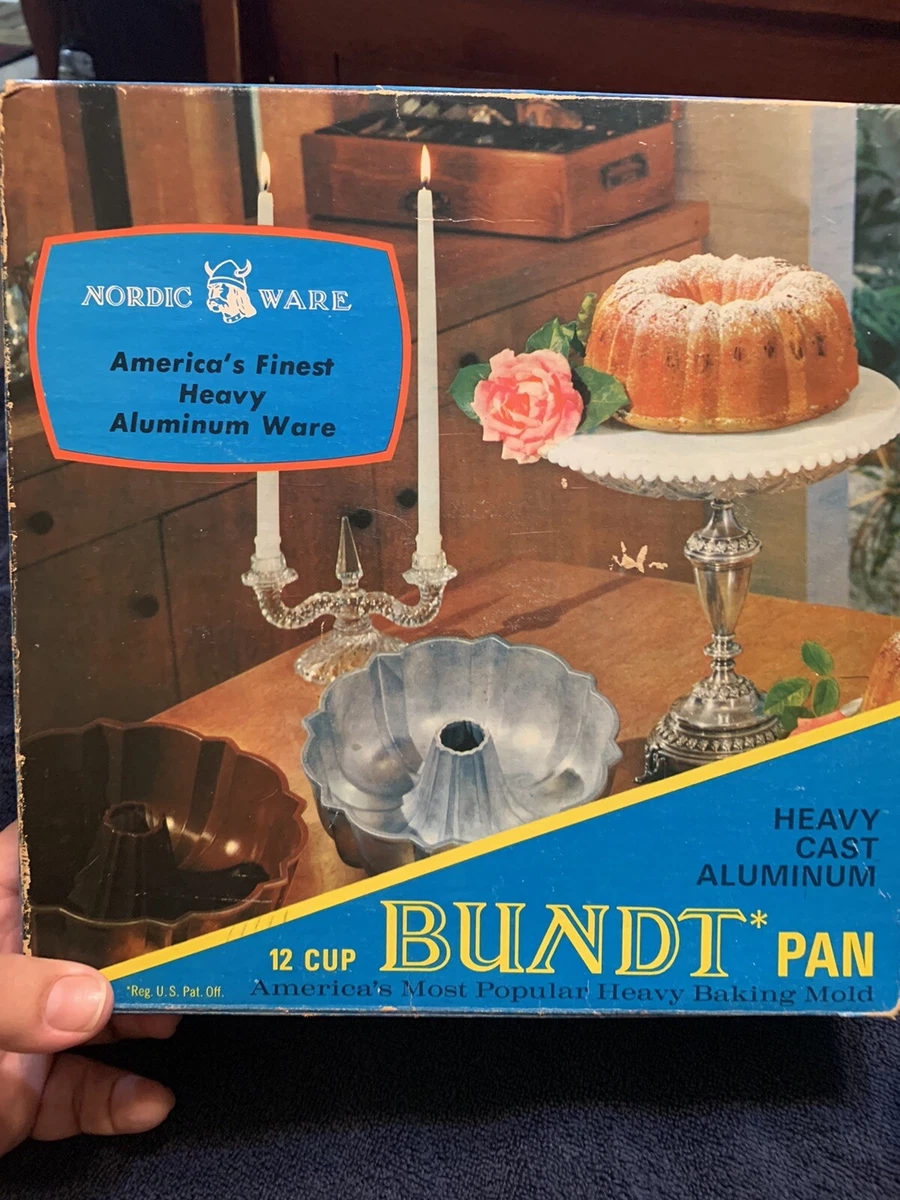 NORDIC WARE
America's Finest
Heavy
Aluminum Ware
HEAVY
CAST
ALUMINUM
12 CUP BUNDT* PAN
*Reg. U.S. Pat. Off.
America's Most Popular Heavy Baking Mold